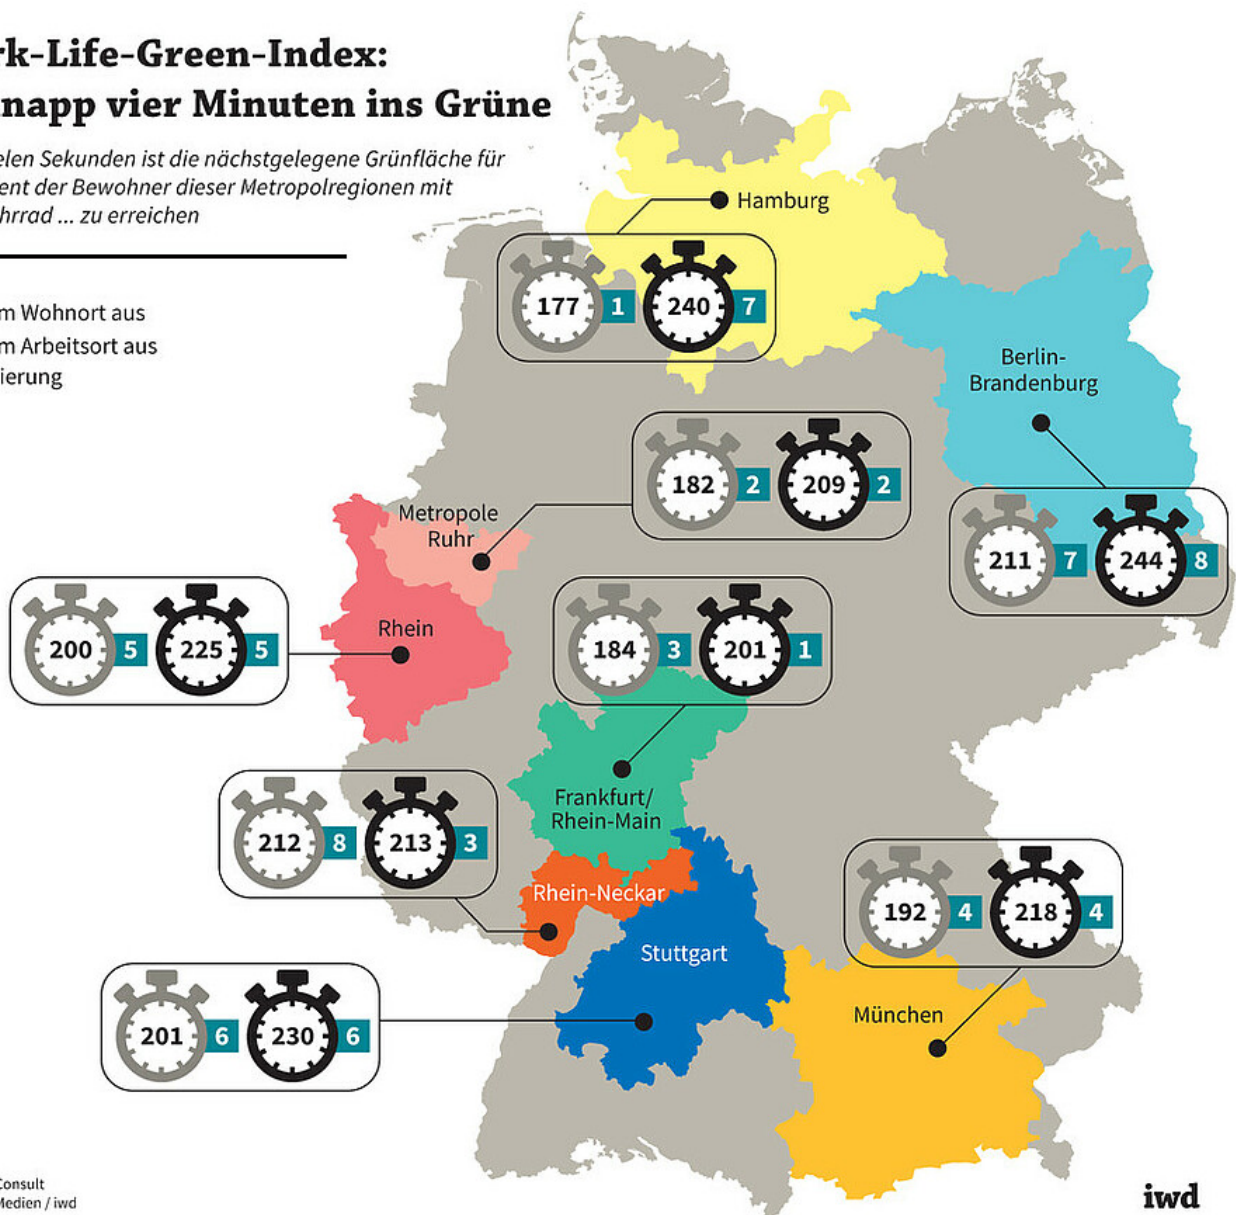 rk-Life-Green-Index:
napp vier Minuten ins Grüne
elen Sekunden ist die nächstgelegene Grünfläche für
ent der Bewohner dieser Metropolregionen mit
hrrad ... zu erreichen
m Wohnort aus
m Arbeitsort aus
ierung
Hamburg
177 1 240 7
Berlin-
Brandenburg
211 7 244 8
Metropole
Ruhr
182 2 209 2
Rhein
200 5 225 5
184 3 201 1
Frankfurt/
Rhein-Main
212 8 213 3
Rhein-Neckar
Stuttgart
201 6 230 6
192 4 218 4
München
Consult
Medien / iwd
iwd